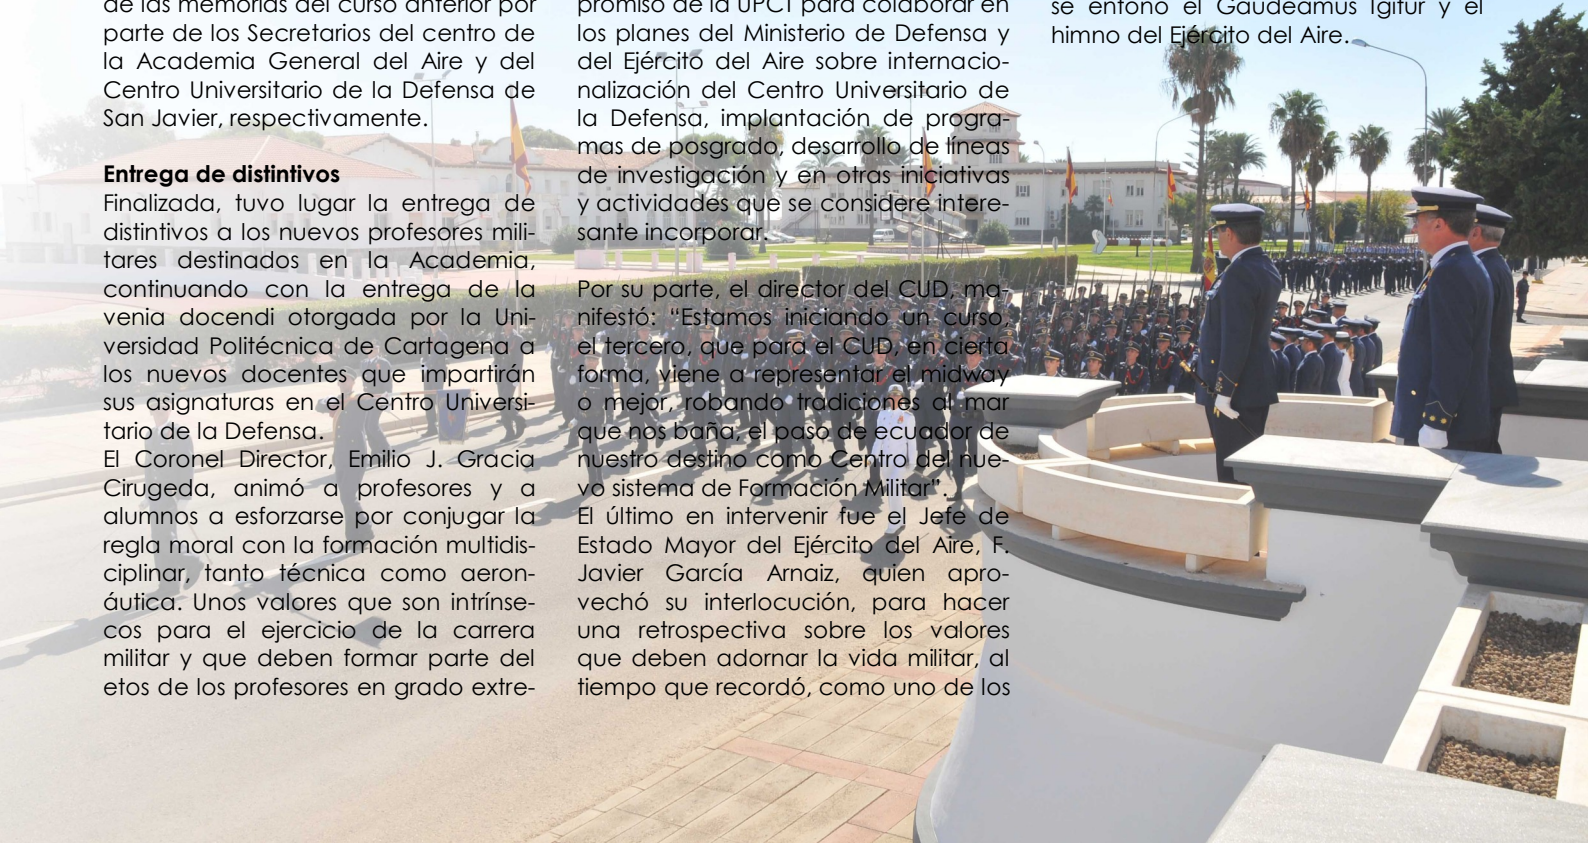 de las memorias del curso anterior por
parte de los Secretarios del centro de
la Academia General del Aire y del
Centro Universitario de la Defensa de
San Javier, respectivamente.
Entrega de distintivos
Finalizada, tuvo lugar la entrega de
distintivos a los nuevos profesores mili-
tares destinados en la Academia,
continuando con la entrega de la
venia docendi otorgada por la Uni-
versidad Politécnica de Cartagena a
los nuevos docentes que impartirán
sus asignaturas en el Centro Universi-
tario de la Defensa.
El Coronel Director, Emilio J. Gracia
Cirugeda, animó a profesores y a
alumnos a esforzarse por conjugar la
regla moral con la formación multidis-
ciplinar, tanto técnica como aeron-
áutica. Unos valores que son intrínse-
cos para el ejercicio de la carrera
militar y que deben formar parte del
etos de los profesores en grado extre-
promiso de la UPCT para colaborar en
los planes del Ministerio de Defensa y
del Ejército del Aire sobre internacio-
nalización del Centro Universitario de
la Defensa, implantación de progra-
mas de posgrado, desarrollo de líneas
de investigación y en otras iniciativas
y actividades que se considere intere-
sante incorporar.
Por su parte, el director del CUD, ma-
nifestó: “Estamos iniciando un curso,
el tercero, que para el CUD, en cierta
forma, viene a representar el midway
o mejor, robando tradiciones al mar
que nos baña, el paso de ecuador de
nuestro destino como Centro del nue-
vo sistema de Formación Militar”.
El último en intervenir fue el Jefe de
Estado Mayor del Ejército del Aire, F.
Javier García Arnaiz, quien apro-
vechó su interlocución, para hacer
una retrospectiva sobre los valores
que deben adornar la vida militar, al
tiempo que recordó, como uno de los
se entonó el Gaudeamus Igitur y el
himno del Ejército del Aire.